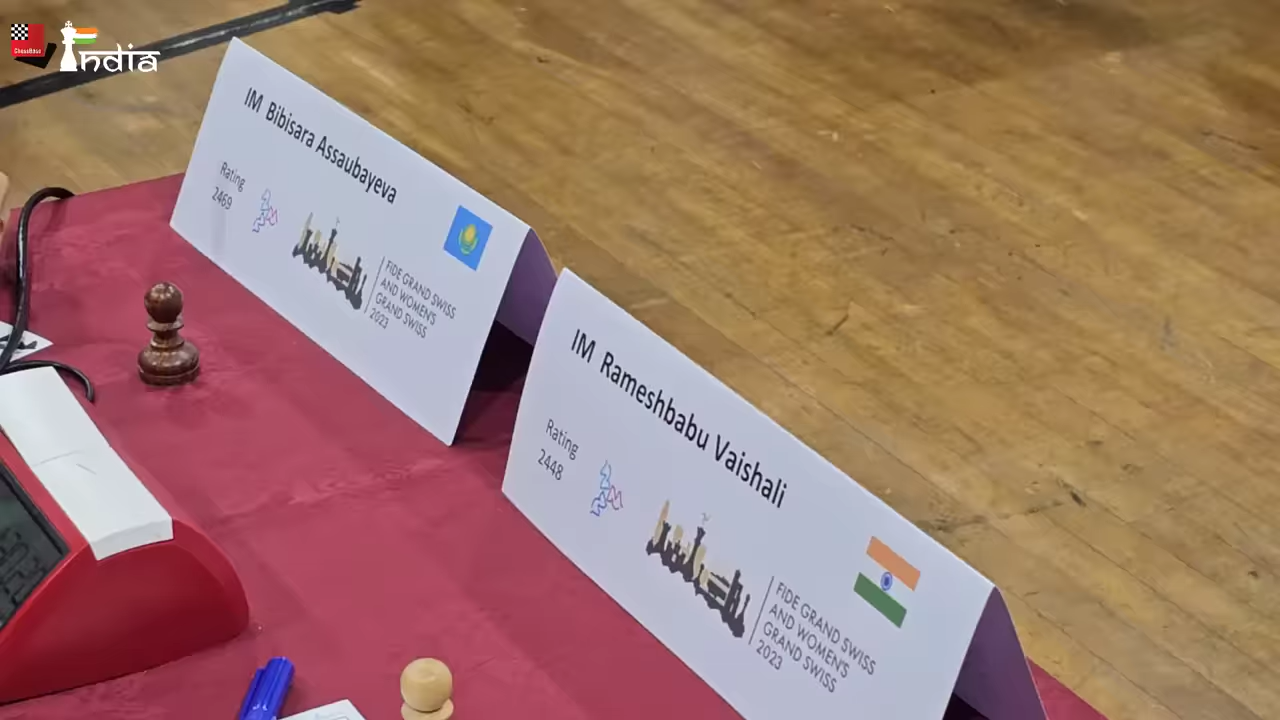 ChessBase
India
IM Bibisara Assaubayeva
Rating
2469
FIDE GRAND SWISS
AND WOMEN'S
GRAND SWISS
2023
IM Rameshbabu Vaishali
Rating
2448
FIDE GRAND SWISS
AND WOMEN'S
GRAND SWISS
2023